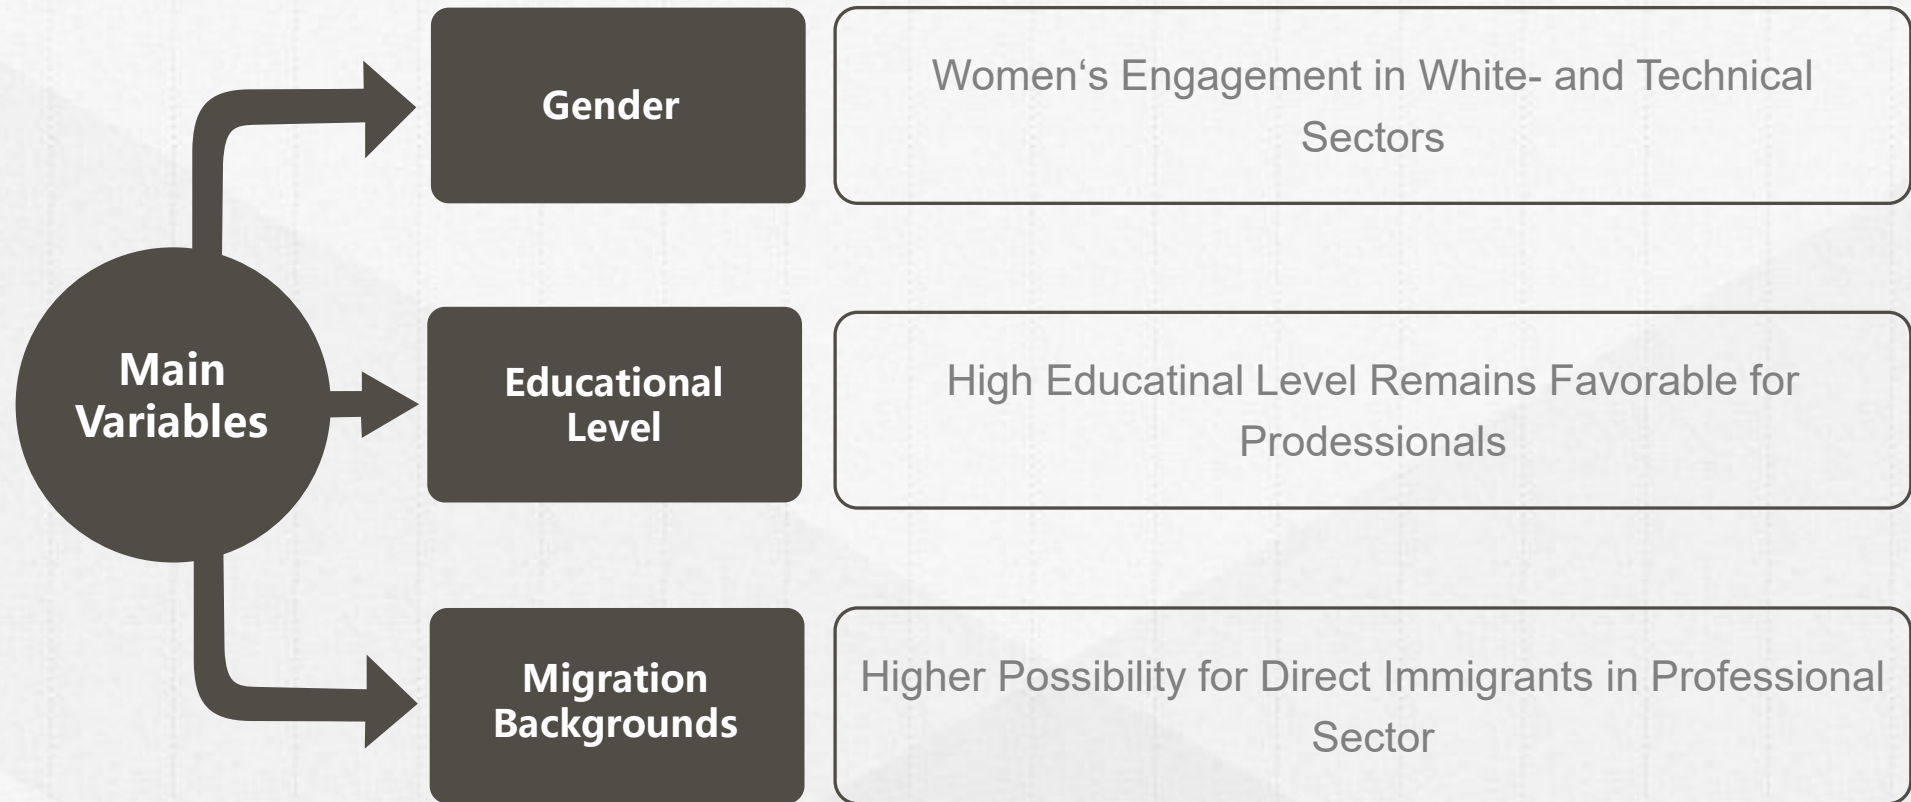 Main
Variables
Gender
Women‘s Engagement in White- and Technical
Sectors
Educational
Level
High Educatinal Level Remains Favorable for
Prodessionals
Migration
Backgrounds
Higher Possibility for Direct Immigrants in Professional
Sector